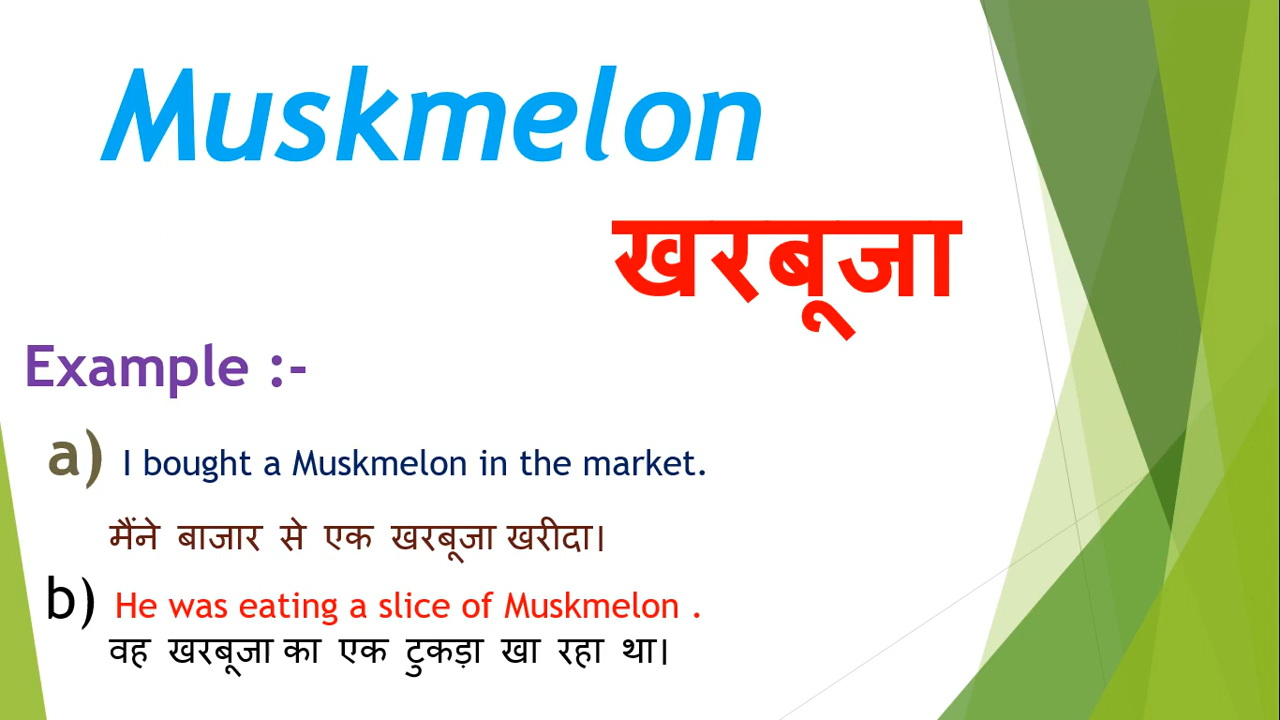 Muskmelon
खरबूजा
Example :-
a) I bought a Muskmelon in the market.
मैंने बाजार से एक खरबूजा खरीदा।
b) He was eating a slice of Muskmelon .
वह खरबूजा का एक टुकड़ा खा रहा था।